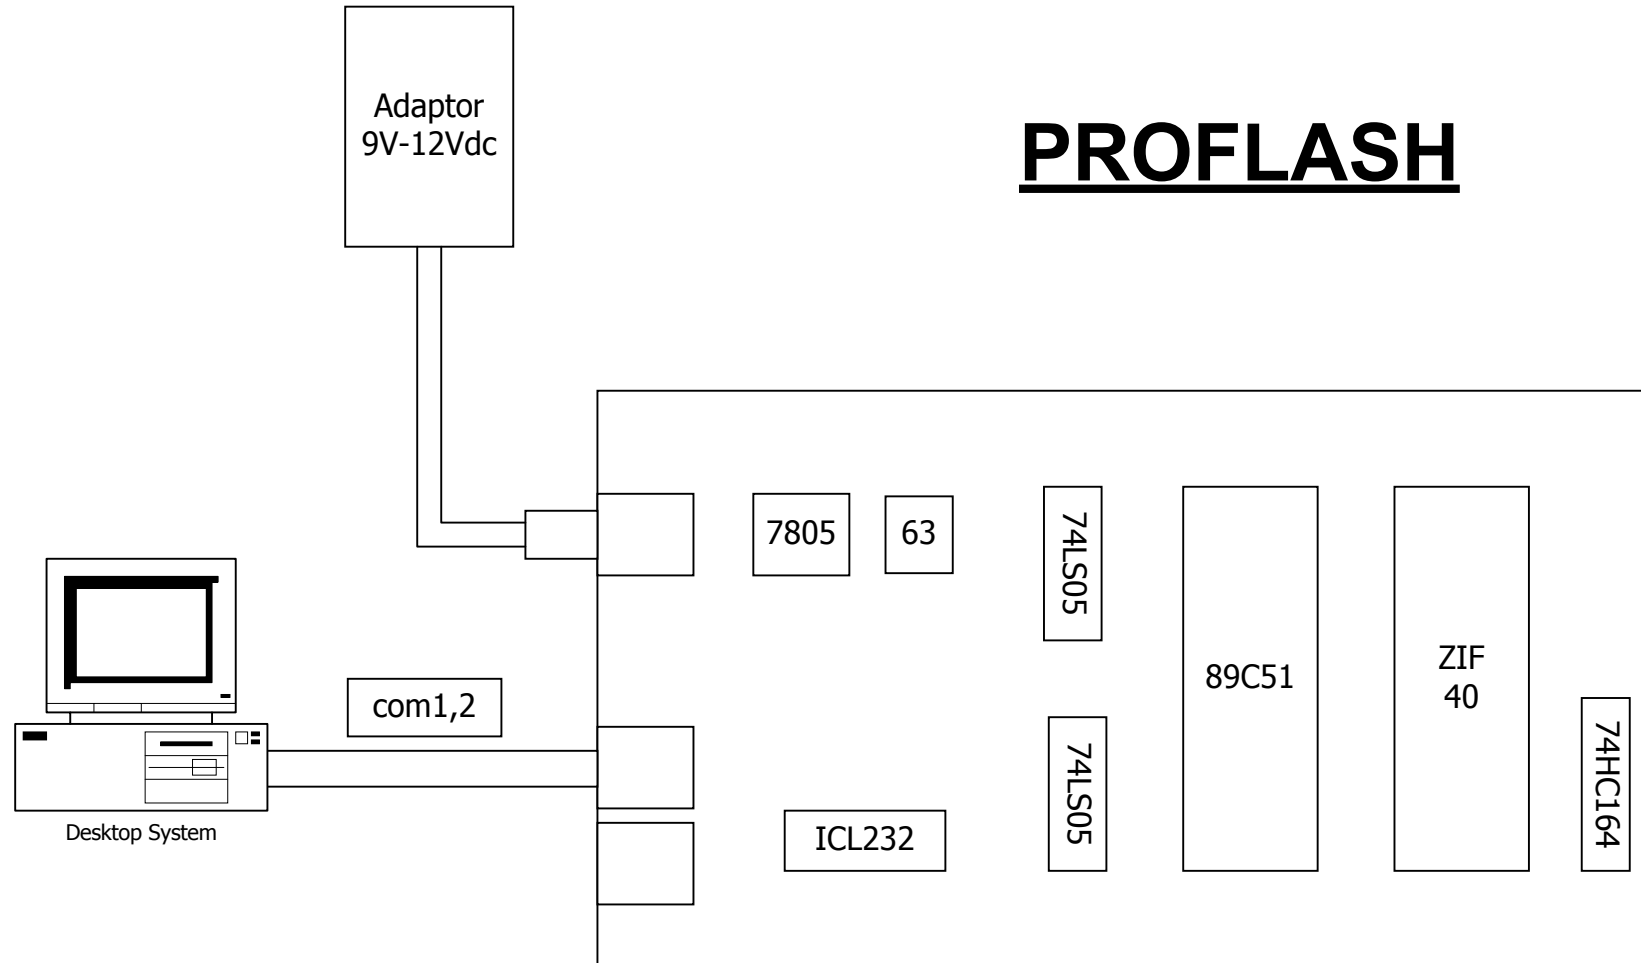 Adaptor
9V-12Vdc
PROFLASH
7805
63
74LS05
89C51
ZIF
40
com1,2
74LS05
74HC164
ICL232
Desktop System